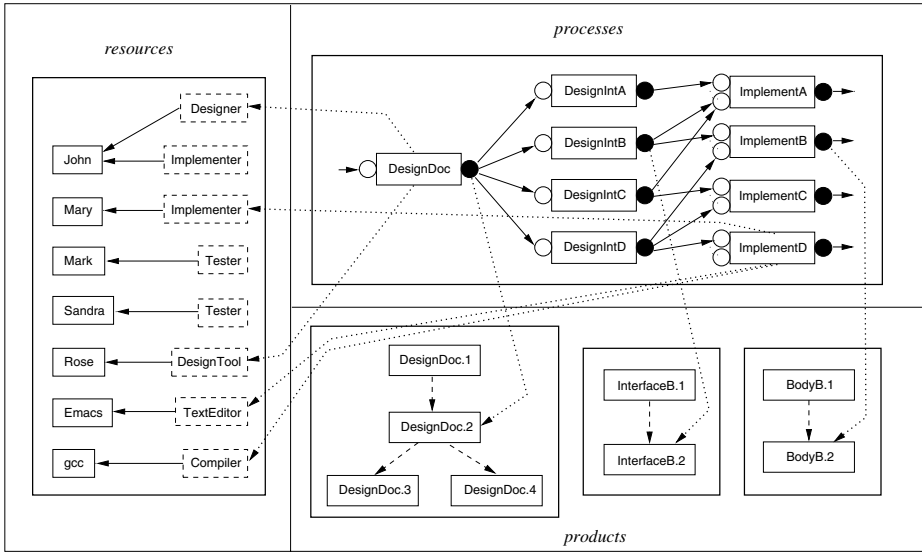 resources
processes
Designer
John
Implementer
Mary
Implementer
Mark
Tester
Sandra
Tester
Rose
DesignTool
Emacs
TextEditor
gcc
Compiler
DesignDoc
DesignIntA
DesignIntB
DesignIntC
DesignIntD
ImplementA
ImplementB
ImplementC
ImplementD
DesignDoc.1
DesignDoc.2
DesignDoc.3
DesignDoc.4
InterfaceB.1
InterfaceB.2
BodyB.1
BodyB.2
products